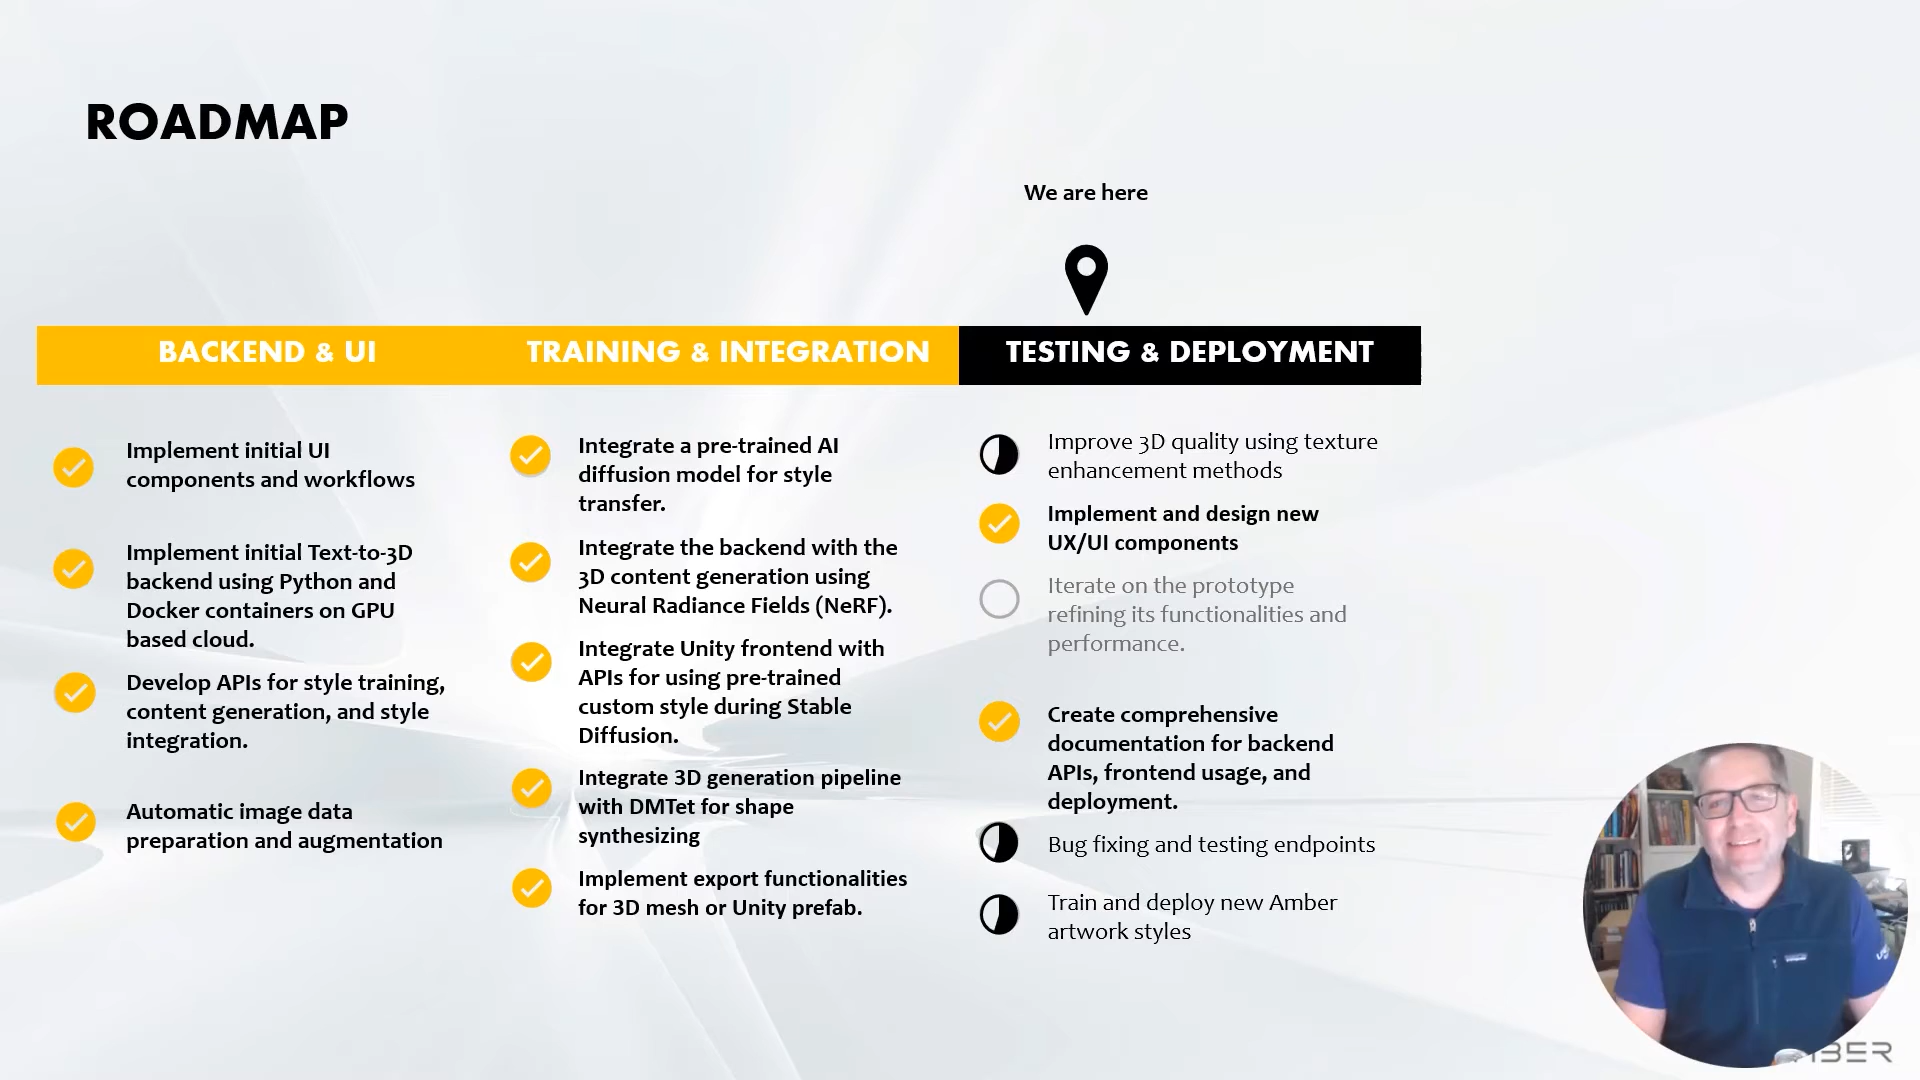 ROADMAP
We are here
BACKEND & UI
Implement initial UI
components and workflows
Implement initial Text-to-3D
backend using Python and
Docker containers on GPU
based cloud.
Develop APIs for style training,
content generation, and style
integration.
Automatic image data
preparation and augmentation
TRAINING & INTEGRATION
Integrate a pre-trained AI
diffusion model for style
transfer.
Integrate the backend with the
3D content generation using
Neural Radiance Fields (NeRF).
Integrate Unity frontend with
APIs for using pre-trained
custom style during Stable
Diffusion.
Integrate 3D generation pipeline
with DMTet for shape
synthesizing
Implement export functionalities
for 3D mesh or Unity prefab.
TESTING & DEPLOYMENT
Improve 3D quality using texture
enhancement methods
Implement and design new
UX/UI components
Iterate on the prototype
refining its functionalities and
performance.
Create comprehensive
documentation for backend
APIs, frontend usage, and
deployment.
Bug fixing and testing endpoints
Train and deploy new Amber
artwork styles